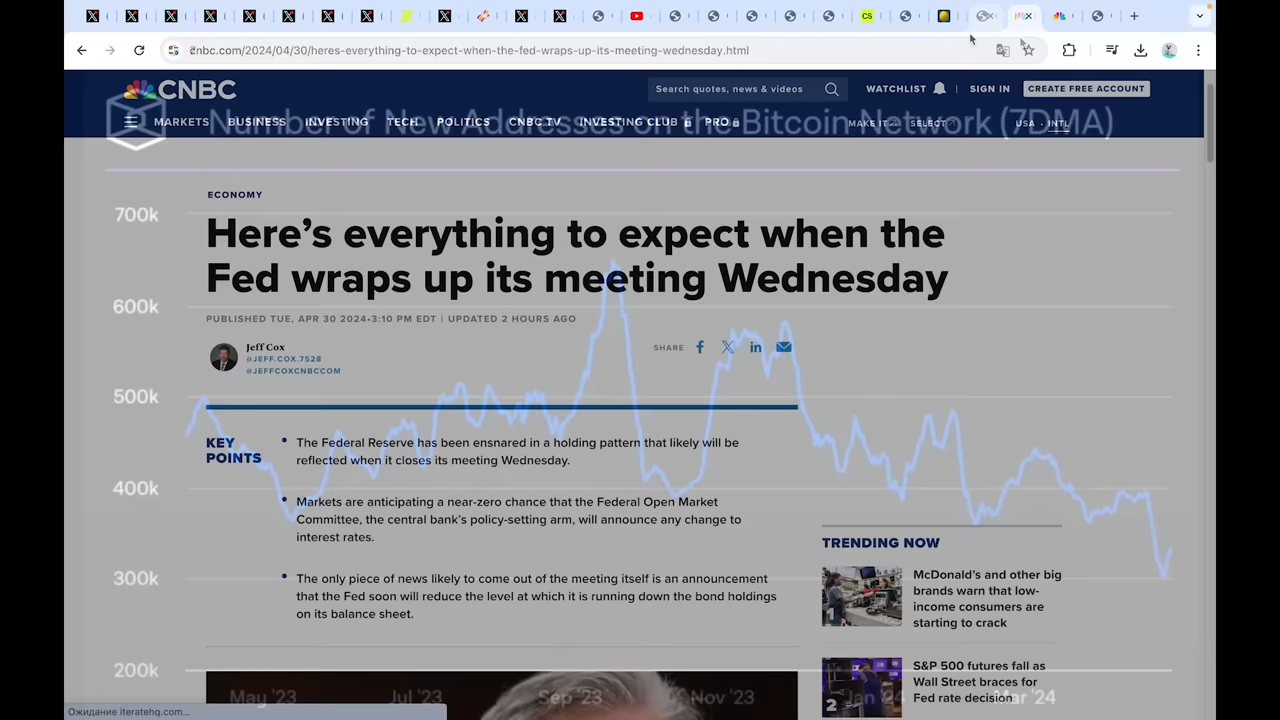 CS
cnbc.com/2024/04/30/heres-everything-to-expect-when-the-fed-wraps-up-its-meeting-wednesday.html
CNBC
Search quotes, news & videos
WATCHLIST
SIGN IN
CREATE FREE ACCOUNT
Number of New Addresses on the Bitcoin Network (7DMA)
MARKETS BUSINESS INVESTING TECH POLITICS CNBC TV INVESTING CLUB PRO
MAKE IT SELECT USA • INTL
ECONOMY
Here’s everything to expect when the
Fed wraps up its meeting Wednesday
PUBLISHED TUE, APR 30 2024•3:10 PM EDT | UPDATED 2 HOURS AGO
Jeff Cox
@JEFF.COX.7528
@JEFFCOXCNBCCOM
SHARE
KEY
POINTS
The Federal Reserve has been ensnared in a holding pattern that likely will be
reflected when it closes its meeting Wednesday.
Markets are anticipating a near-zero chance that the Federal Open Market
Committee, the central bank’s policy-setting arm, will announce any change to
interest rates.
The only piece of news likely to come out of the meeting itself is an announcement
that the Fed soon will reduce the level at which it is running down the bond holdings
on its balance sheet.
TRENDING NOW
1
McDonald’s and other big
brands warn that low-
income consumers are
starting to crack
2
S&P 500 futures fall as
Wall Street braces for
Fed rate decision
700k
600k
500k
400k
300k
200k
May '23
Jul '23
Sep '23
Nov '23
Jan '24
Mar '24
Ожидание iteratehq.com...